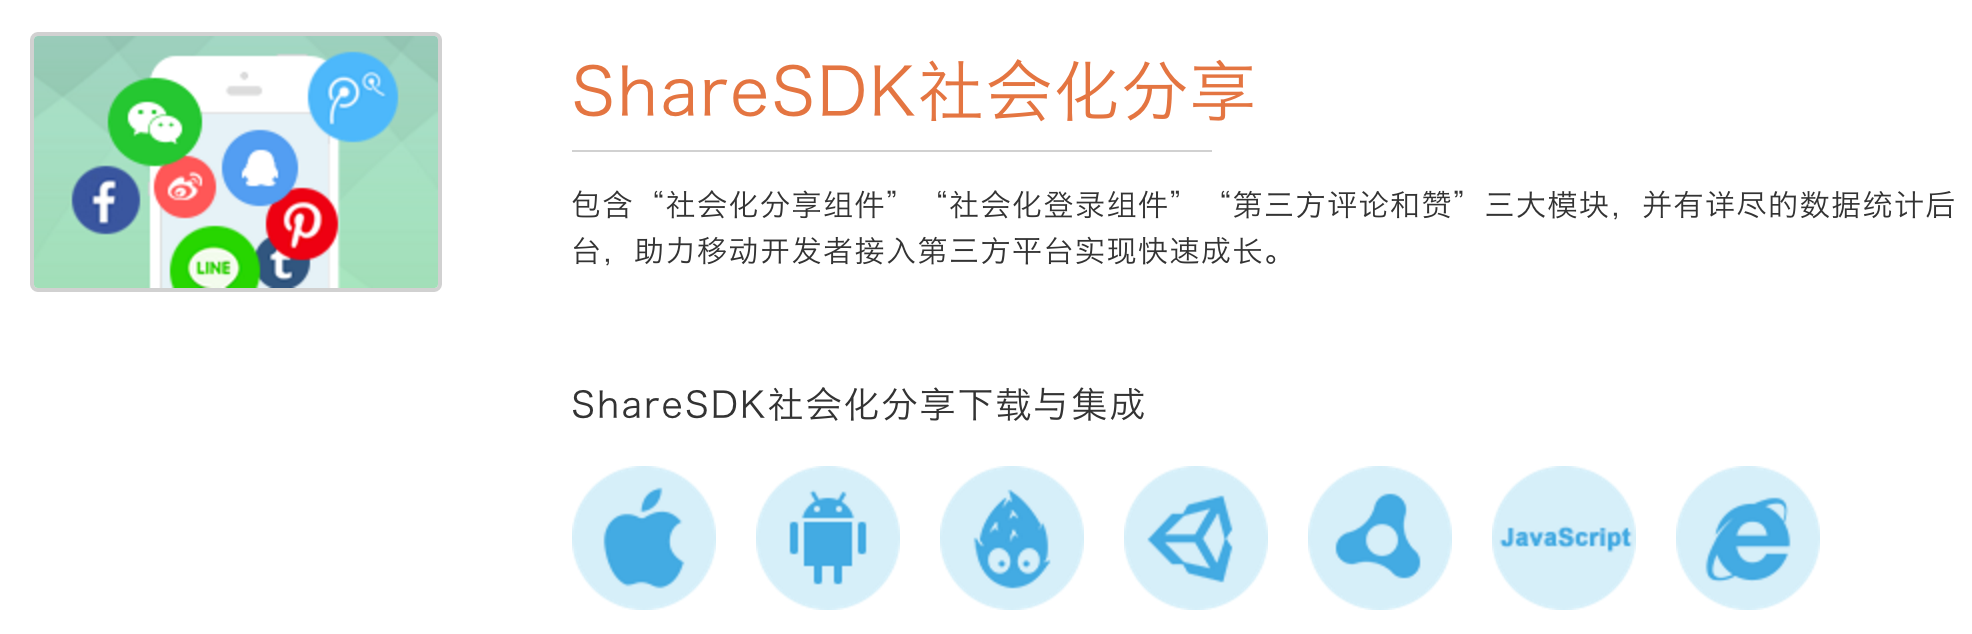 ShareSDK社会化分享
包含“社会化分享组件”“社会化登录组件”“第三方评论和赞”三大模块，并有详尽的数据统计后
台，助力移动开发者接入第三方平台实现快速成长。
LINE
ShareSDK社会化分享下载与集成
JavaScript